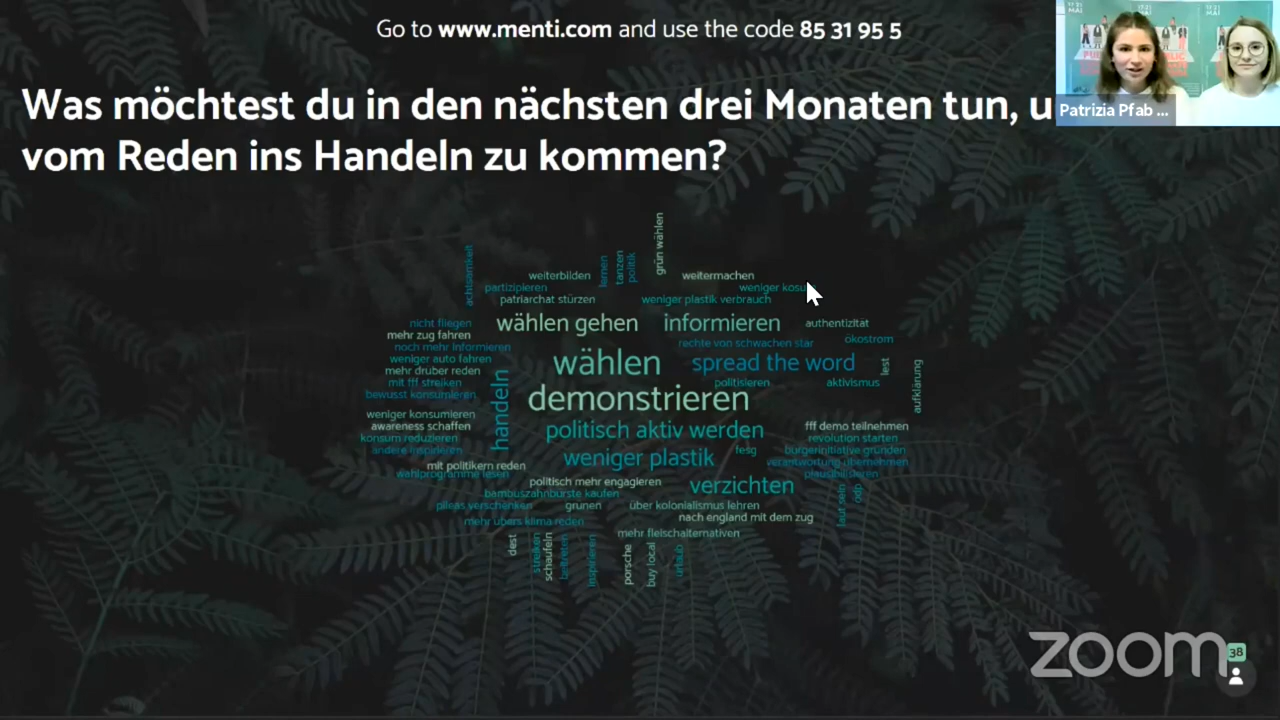 Go to www.menti.com and use the code 85 31 95 5
Was möchtest du in den nächsten drei Monaten tun, u
vom Reden ins Handeln zu kommen?
Patrizia Pfab ...
grün wählen
achtsamkeit
weiterbilden
lernen
tanzen
politik
weitermachen
partizipieren
weniger
patriarchat stürzen
weniger plastik verbrauch
nicht fliegen
wählen gehen
informieren
authentizität
mehr zug fahren
ökostrom
noch mehr informieren
rechte von schwachen stär
weniger auto fahren
wählen
spread the word
lest
mehr drüber reden
aufklärung
mit fff streiken
politisieren
aktivismus
bewusst konsumieren
handeln
demonstrieren
weniger konsumieren
awareness schaffen
politisch aktiv werden
fff demo teilnehmen
konsum reduzieren
revolution starten
andere inspirieren
fesg
bürgerinitiative gründen
weniger plastik
verantwortung übernehmen
mit politikern reden
wahlprogramme lesen
plausibilisieren
politisch mehr engagieren
verzichten
bambuszahnbürste kaufen
laut sein
ödp
pileas verschenken
grünen
über kolonialismus lehren
mehr übers klima reden
nach england mit dem zug
mehr fleischalternativen
dest
streiken
schaufeln
beitreten
inspirieren
porsche
buy local
urlaub
zoom
38